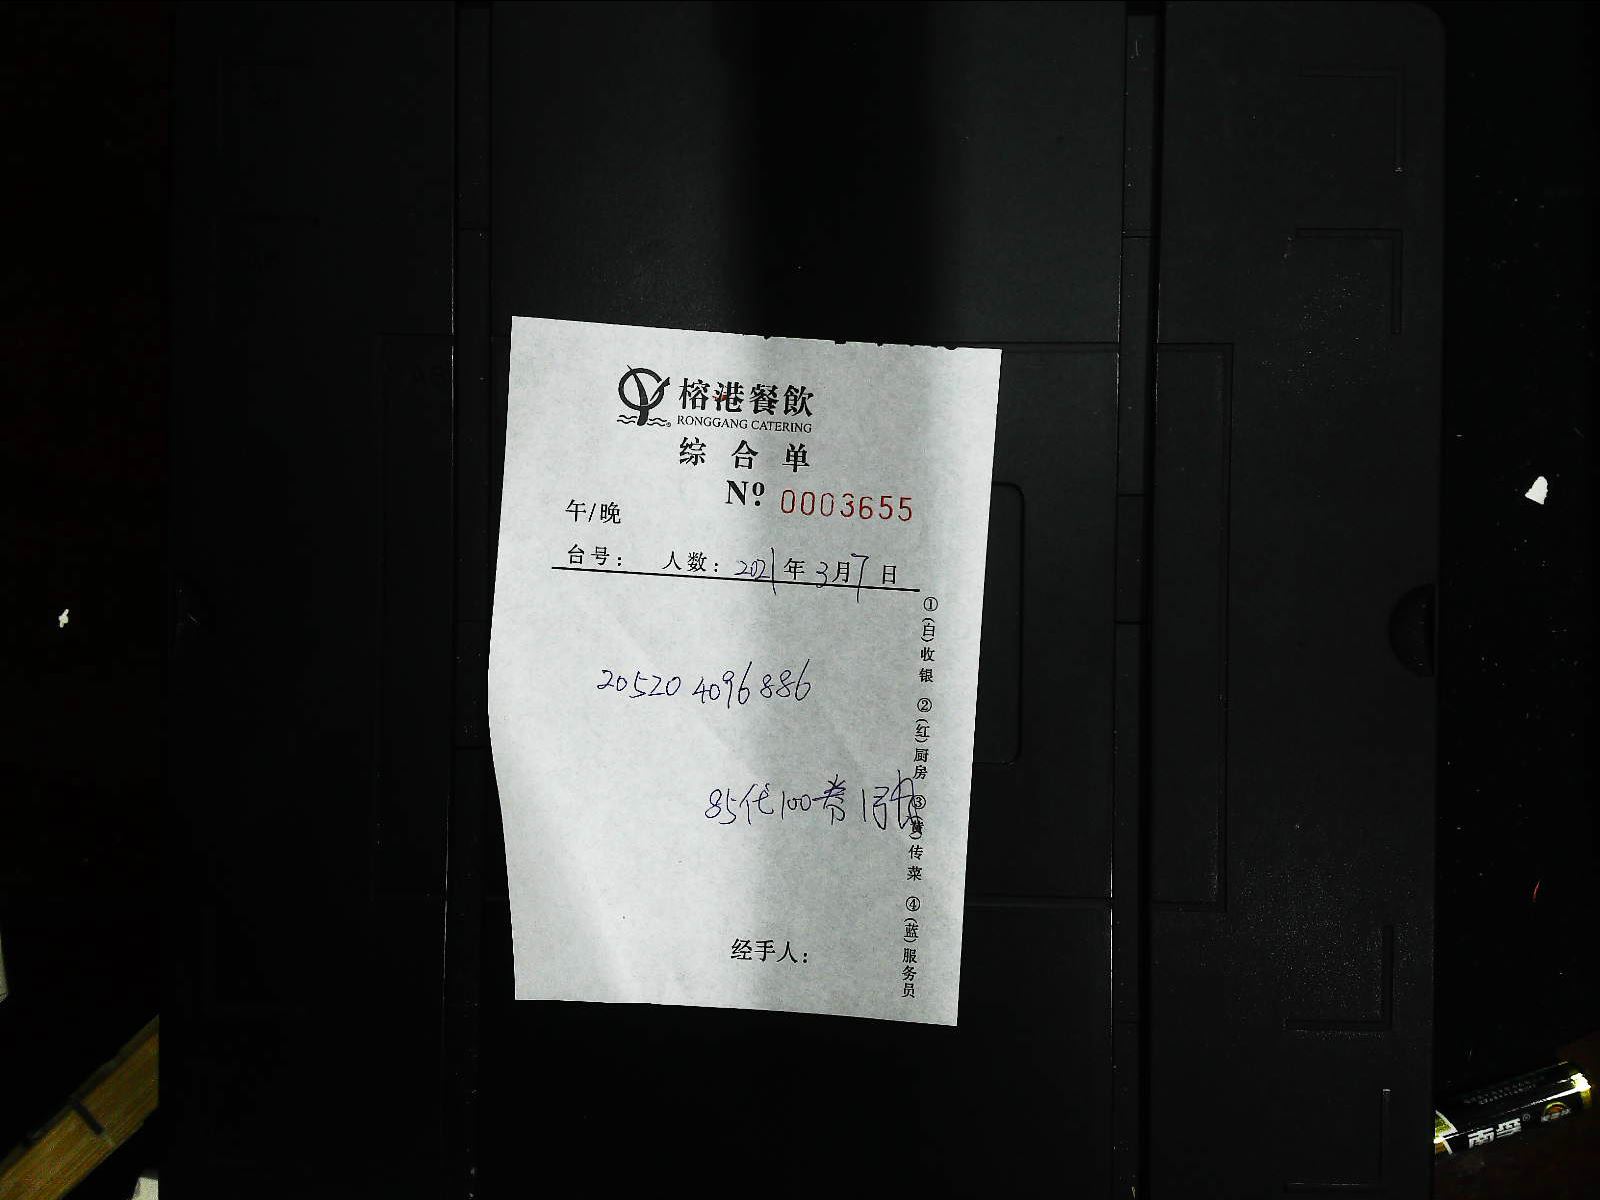 榕港餐飲
RONGGANG CATERING
综合单
Nº 0003655
午/晚
台号： 人数：2021年3月7日
20520 4096886
85代100券1张
经手人：
①(白)收银 ②(红)厨房 ③(黄)传菜 ④(蓝)服务员
南孚